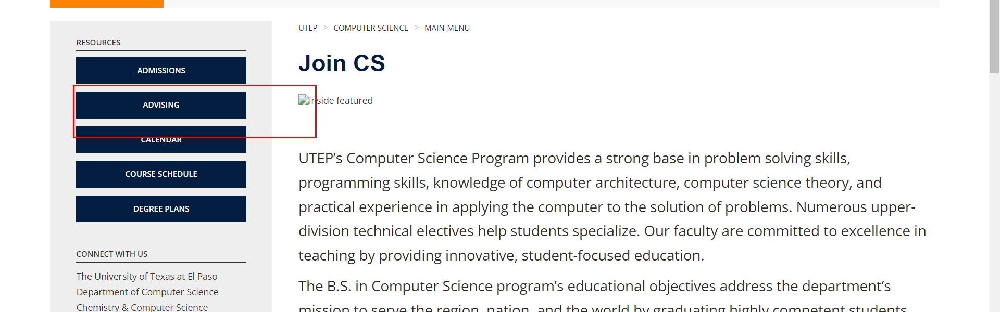 RESOURCES
ADMISSIONS
ADVISING
CALENDAR
COURSE SCHEDULE
DEGREE PLANS
CONNECT WITH US
The University of Texas at El Paso
Department of Computer Science
Chemistry & Computer Science
UTEP > COMPUTER SCIENCE > MAIN-MENU
Join CS
inside featured
UTEP’s Computer Science Program provides a strong base in problem solving skills,
programming skills, knowledge of computer architecture, computer science theory, and
practical experience in applying the computer to the solution of problems. Numerous upper-
division technical electives help students specialize. Our faculty are committed to excellence in
teaching by providing innovative, student-focused education.
The B.S. in Computer Science program’s educational objectives address the department’s
mission to serve the region, nation, and the world by graduating highly competent students